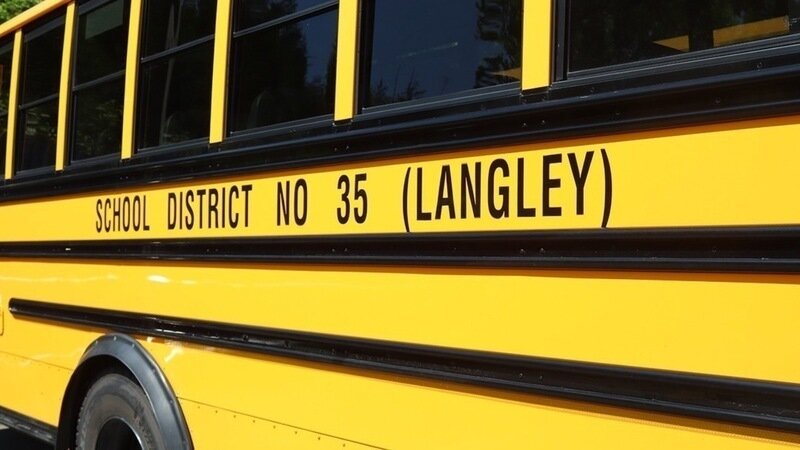 SCHOOL DISTRICT NO 35 (LANGLEY)